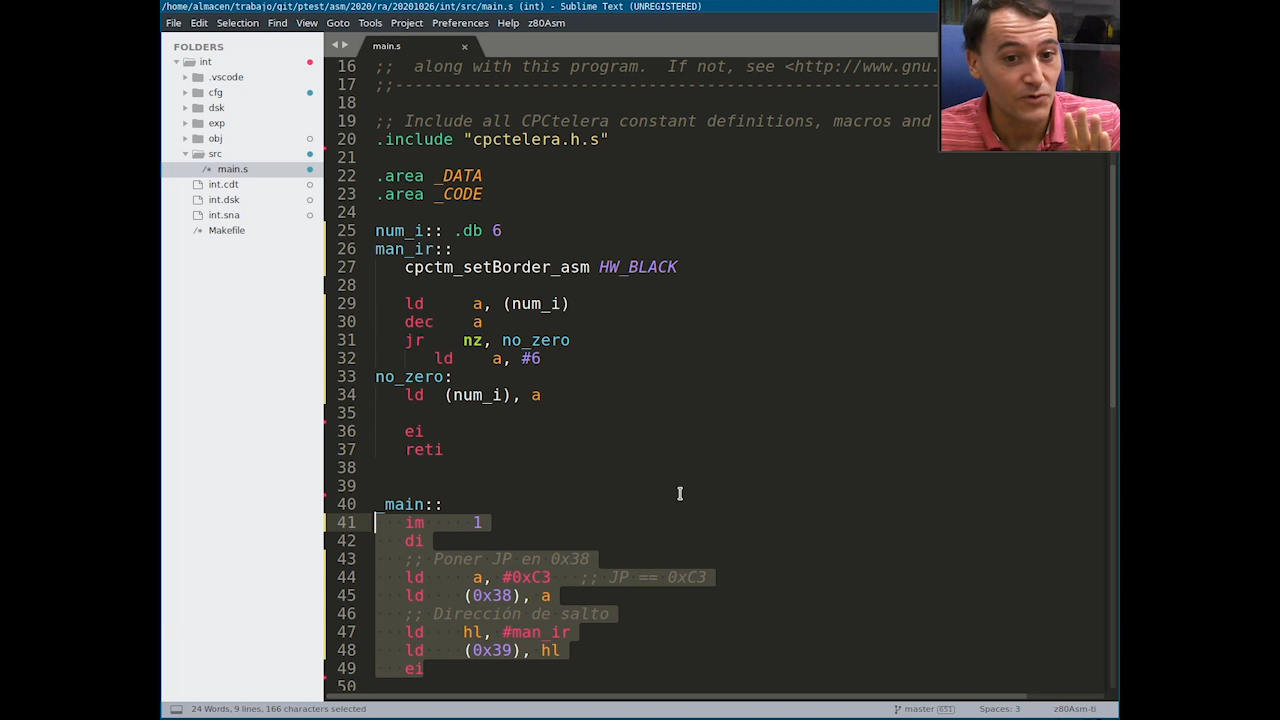 /home/almacen/trabajo/git/ptest/asm/2020/ra/20201026/int/src/main.s (int) - Sublime Text (UNREGISTERED)
File Edit Selection Find View Goto Tools Project Preferences Help z80Asm
FOLDERS
int
.vscode
cfg
dsk
exp
obj
src
/* main.s
int.cdt
int.dsk
int.sna
/* Makefile
main.s ×
16 ;; along with this program. If not, see <http://www.gnu.
17 ;;------------------------------------------------------
18
19 ;; Include all CPCtelera constant definitions, macros and
20 .include "cpctelera.h.s"
21
22 .area _DATA
23 .area _CODE
24
25 num_i:: .db 6
26 man_ir::
27 cpctm_setBorder_asm HW_BLACK
28
29 ld a, (num_i)
30 dec a
31 jr nz, no_zero
32 ld a, #6
33 no_zero:
34 ld (num_i), a
35
36 ei
37 reti
38
39
40 _main::
41 im 1
42 di
43 ;; Poner JP en 0x38
44 ld a, #0xC3 ;; JP == 0xC3
45 ld (0x38), a
46 ;; Dirección de salto
47 ld hl, #man_ir
48 ld (0x39), hl
49 ei
50
24 Words, 9 lines, 166 characters selected
master 651
Spaces: 3
z80Asm-ti